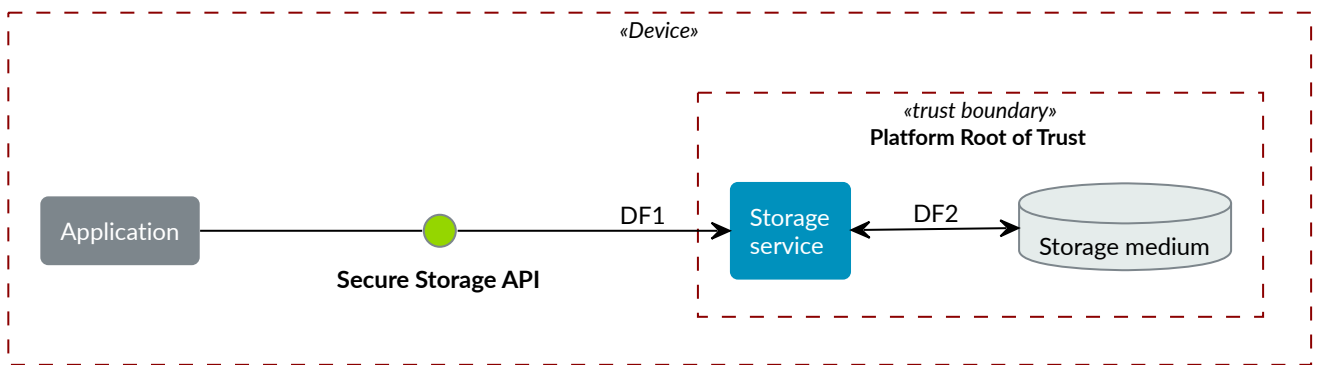 «Device»
«trust boundary»
Platform Root of Trust
Application
DF1
Storage
service
DF2
Storage medium
Secure Storage API